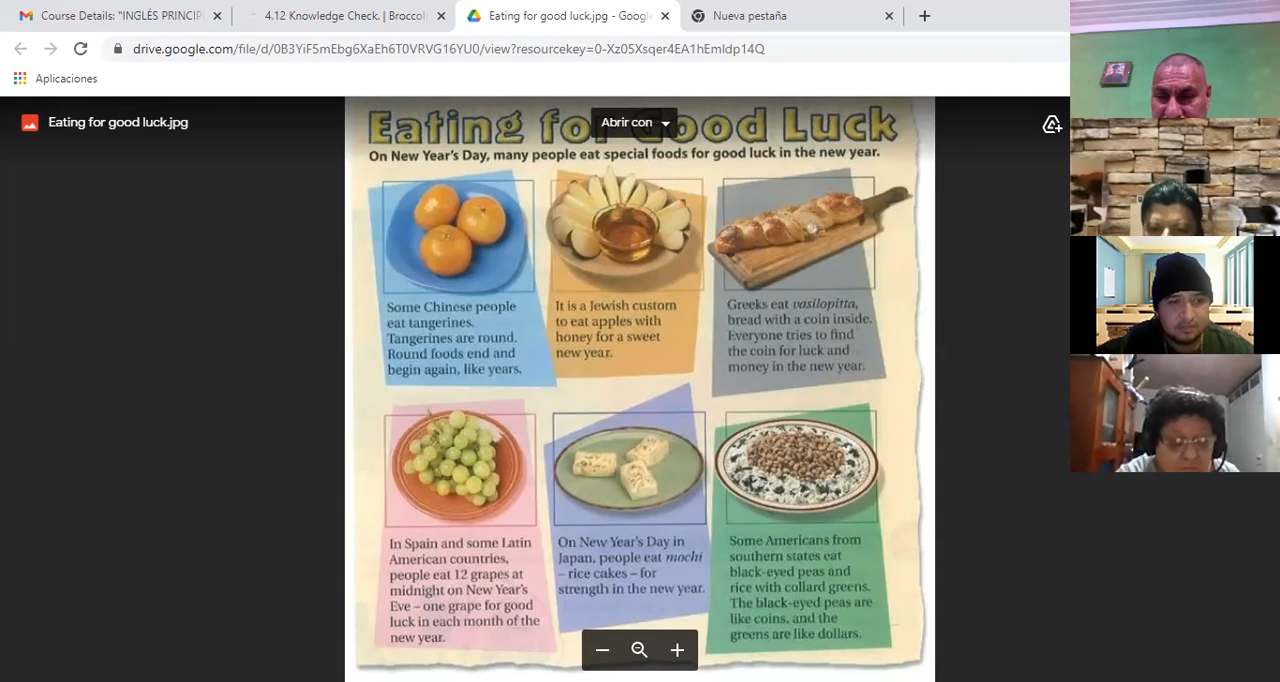 Course Details: "INGLÉS PRINCIPI
4.12 Knowledge Check. | Broccoli
Eating for good luck.jpg - Google
Nueva pestaña
drive.google.com/file/d/0B3YiF5mEbg6XaEh6T0VRVG16YU0/view?resourcekey=0-Xz05Xsqer4EA1hEmIdp14Q
Aplicaciones
Eating for good luck.jpg
Abrir con
Eating for Good Luck
On New Year's Day, many people eat special foods for good luck in the new year.
Some Chinese people
eat tangerines.
Tangerines are round.
Round foods end and
begin again, like years.
It is a Jewish custom
to eat apples with
honey for a sweet
new year.
Greeks eat vasilopitta,
bread with a coin inside.
Everyone tries to find
the coin for luck and
money in the new year.
In Spain and some Latin
American countries,
people eat 12 grapes at
midnight on New Year's
Eve – one grape for good
luck in each month of the
new year.
On New Year's Day in
Japan, people eat mochi
– rice cakes – for
strength in the new year.
Some Americans from
southern states eat
black-eyed peas and
rice with collard greens.
The black-eyed peas are
like coins, and the
greens are like dollars.